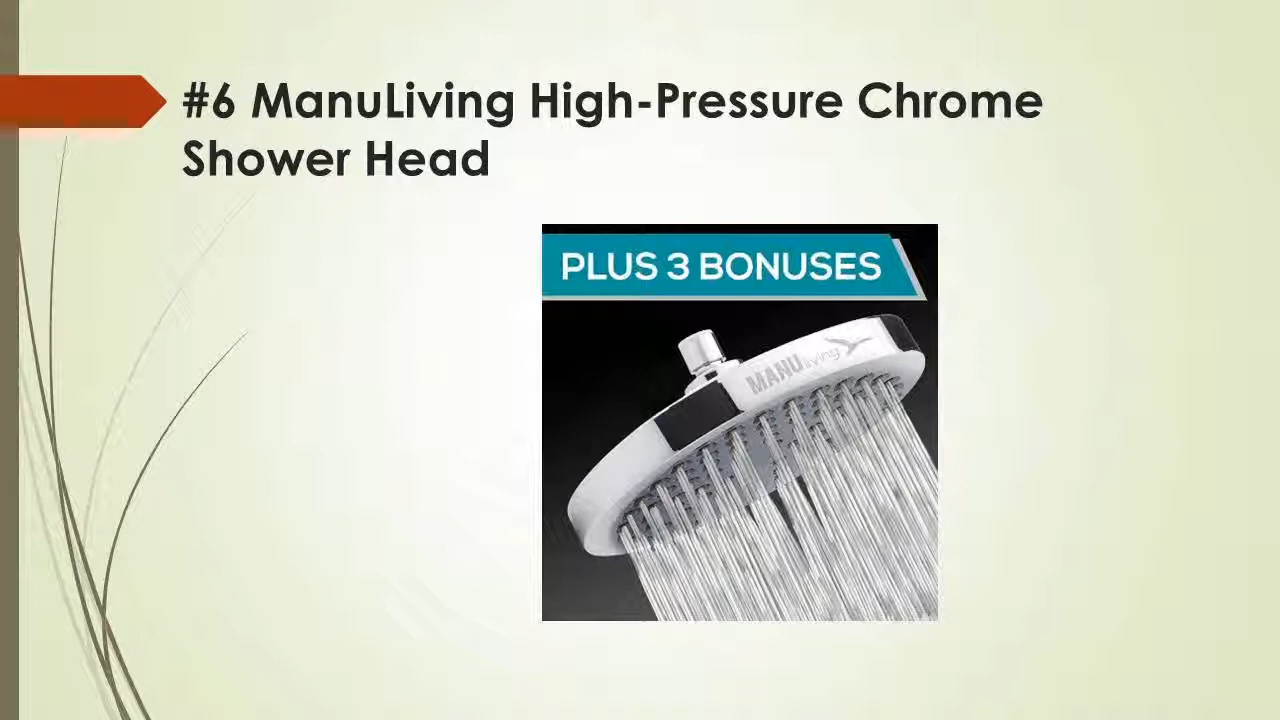 #6 ManuLiving High-Pressure Chrome
Shower Head
PLUS 3 BONUSES
MANUliving